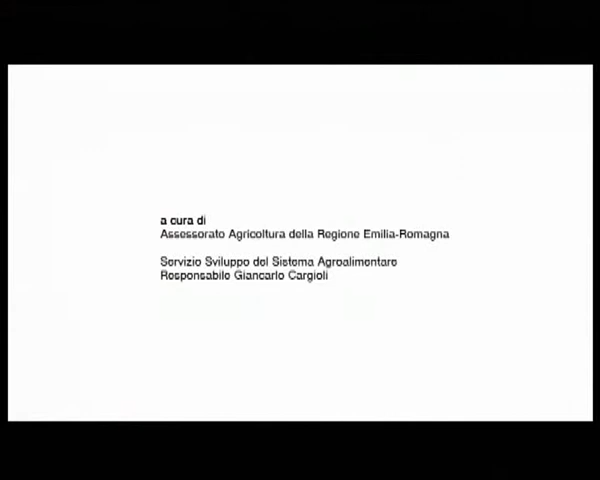 a cura di
Assessorato Agricoltura della Regione Emilia-Romagna
Servizio Sviluppo del Sistema Agroalimentare
Responsabile Giancarlo Cargioli